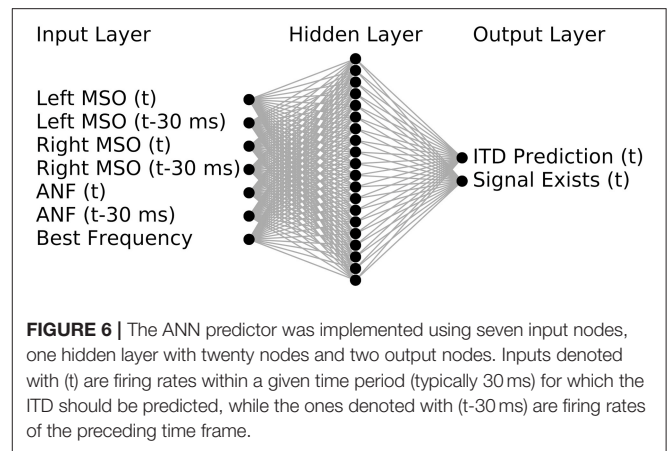 Input Layer Hidden Layer Output Layer
Left MSO (t)
Left MSO (t-30 ms)
Right MSO (t)
Right MSO (t-30 ms)
ANF (t)
ANF (t-30 ms)
Best Frequency
ITD Prediction (t)
Signal Exists (t)
FIGURE 6 | The ANN predictor was implemented using seven input nodes,
one hidden layer with twenty nodes and two output nodes. Inputs denoted
with (t) are firing rates within a given time period (typically 30 ms) for which the
ITD should be predicted, while the ones denoted with (t-30 ms) are firing rates
of the preceding time frame.